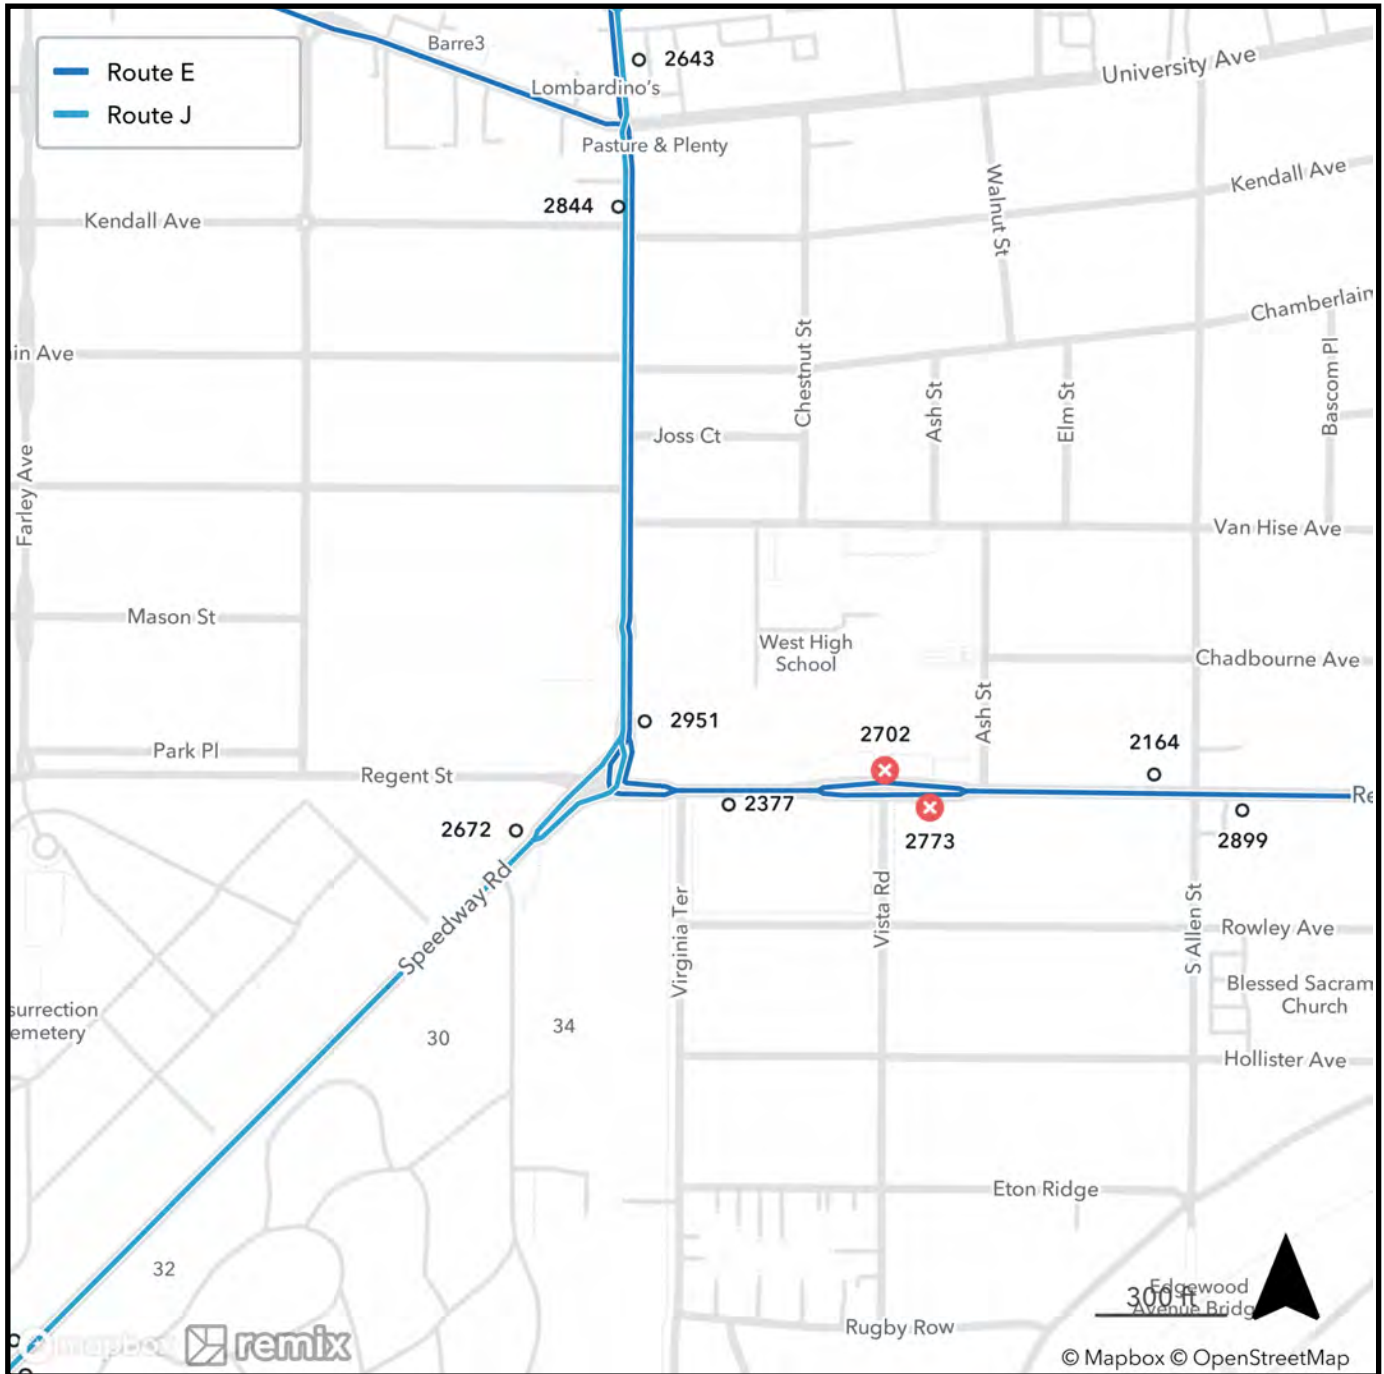 Route E
Route J
Barre3
2643
Lombardino's
University Ave
Pasture & Plenty
2844
Kendall Ave
Walnut St
Kendall Ave
Chamberlain
in Ave
Chestnut St
Ash St
Elm St
Bascom Pl
Joss Ct
Farley Ave
Van Hise Ave
Mason St
West High
School
Chadbourne Ave
Ash St
2951
2702
2164
Park Pl
Regent St
Re
2377
2672
2773
2899
Speedway Rd
Virginia Ter
Vista Rd
S Allen St
Rowley Ave
Blessed Sacram
Church
surrection
emetery
30
34
Hollister Ave
Eton Ridge
32
300 ft
Edgewood
Avenue Bridg
Rugby Row
mapbox
remix
© Mapbox © OpenStreetMap